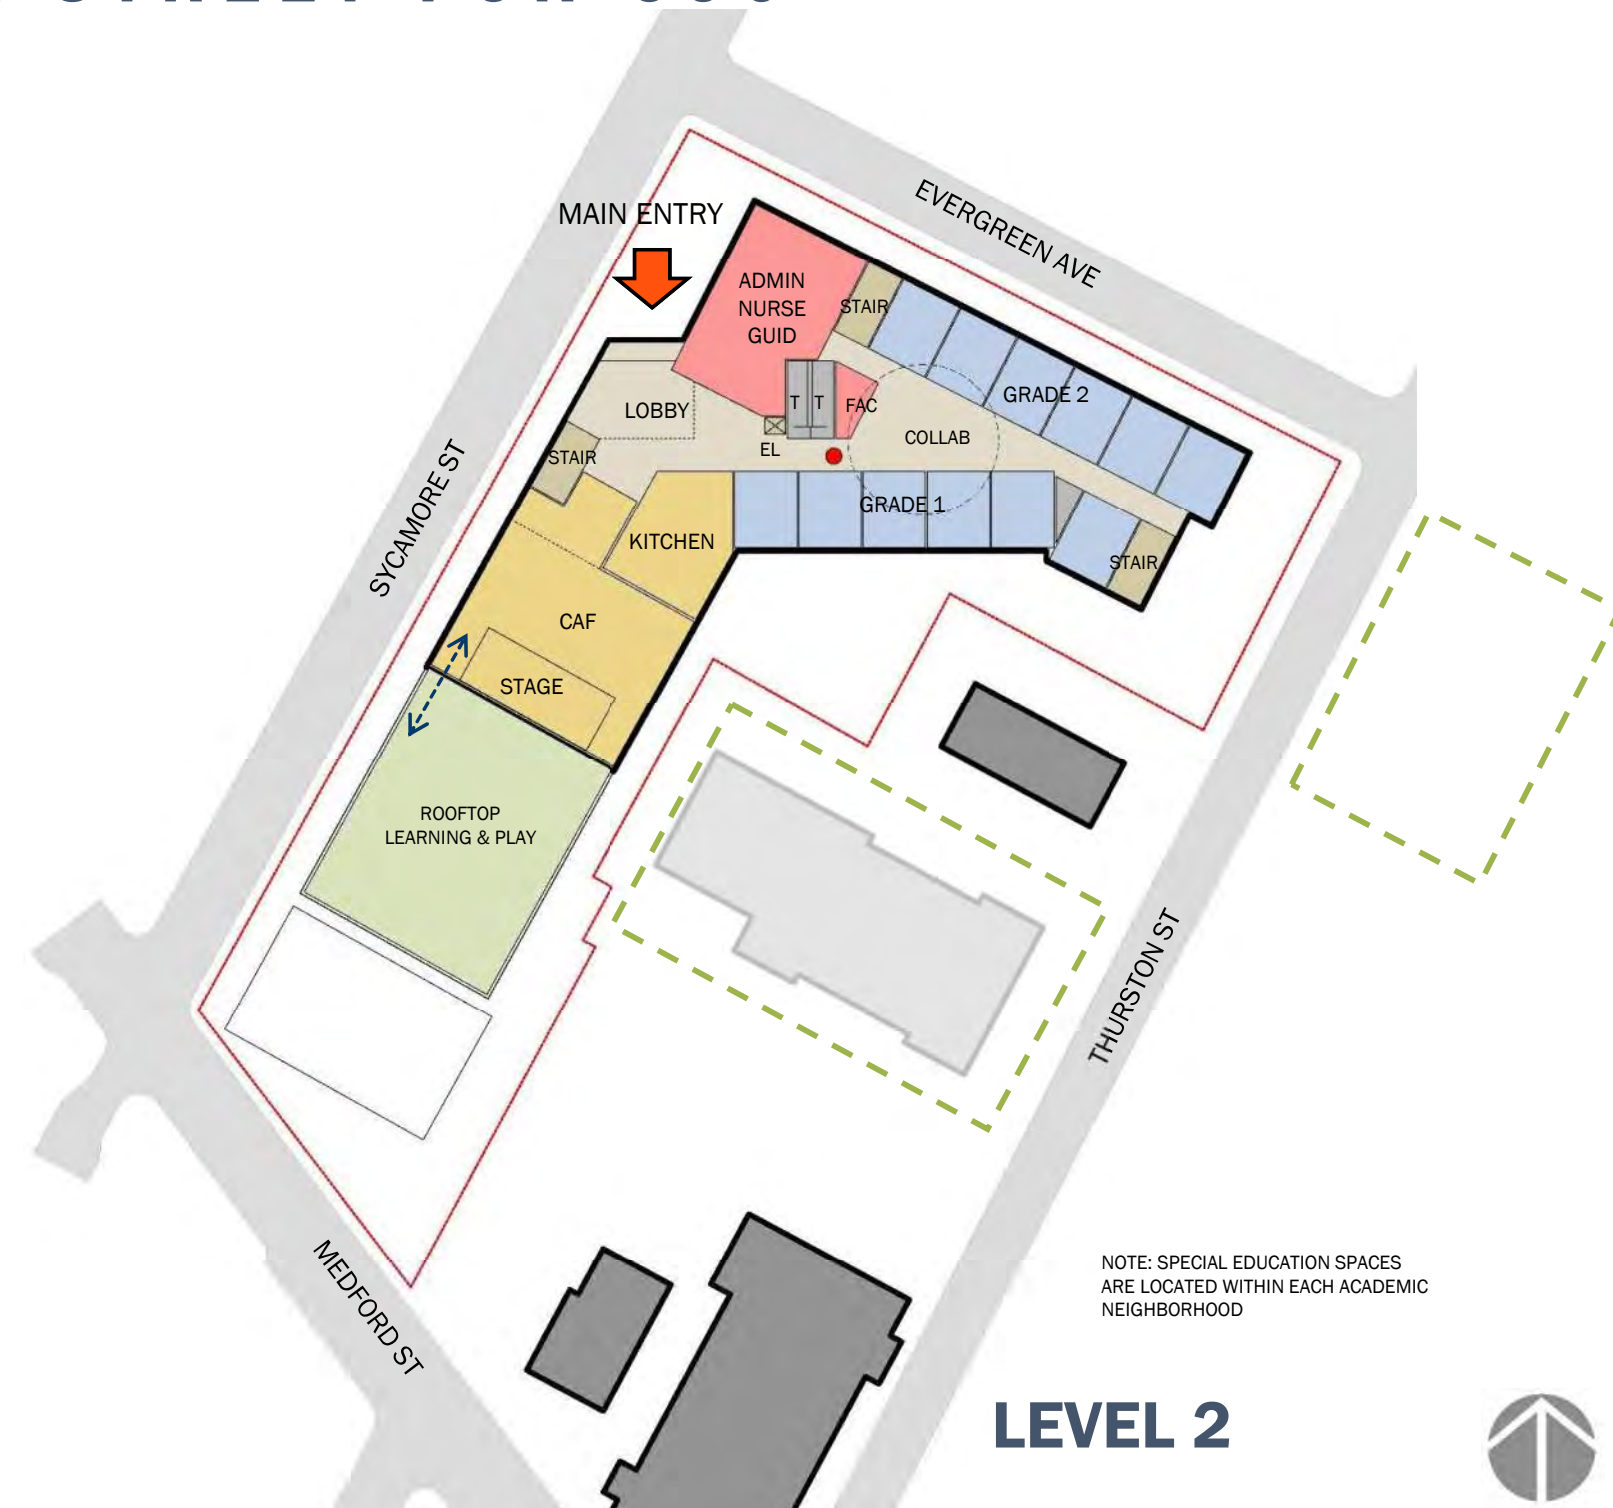 MAIN ENTRY
EVERGREEN AVE
ADMIN
NURSE
GUID
STAIR
GRADE 2
T T
FAC
LOBBY
COLLAB
EL
STAIR
SYCAMORE ST
GRADE 1
KITCHEN
STAIR
CAF
STAGE
ROOFTOP
LEARNING & PLAY
THURSTON ST
MEDFORD ST
NOTE: SPECIAL EDUCATION SPACES
ARE LOCATED WITHIN EACH ACADEMIC
NEIGHBORHOOD
LEVEL 2